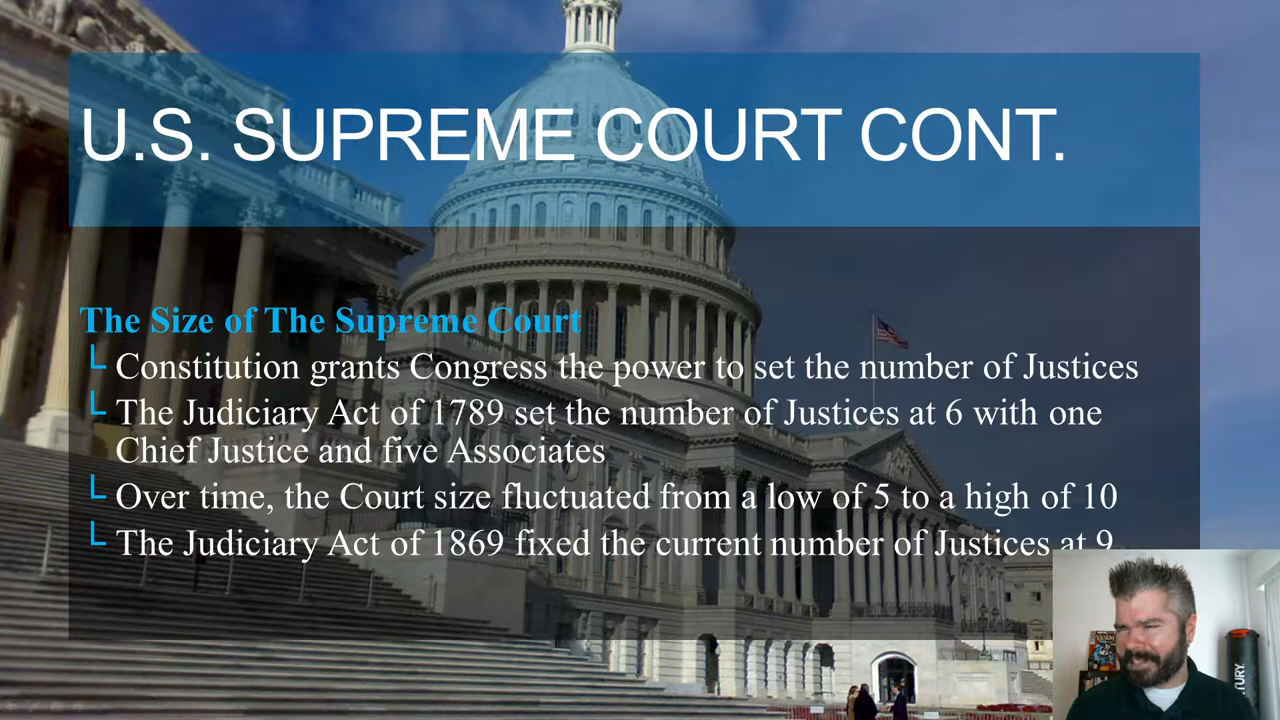 U.S. SUPREME COURT CONT.
The Size of The Supreme Court
Constitution grants Congress the power to set the number of Justices
The Judiciary Act of 1789 set the number of Justices at 6 with one
Chief Justice and five Associates
Over time, the Court size fluctuated from a low of 5 to a high of 10
The Judiciary Act of 1869 fixed the current number of Justices at 9